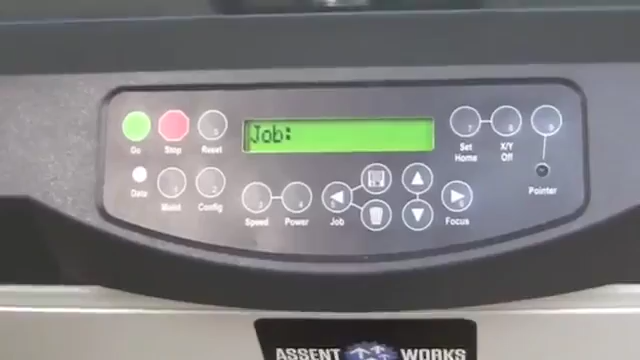 Job:
Go
Stop
Reset
Data
Maint
Config
Speed
Power
Job
Focus
Set
Home
X/Y
Off
Pointer
ASSENT WORKS